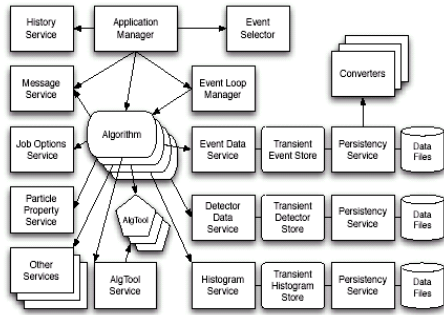 History
Service
Application
Manager
Event
Selector
Message
Service
Event Loop
Manager
Converters
Algorithm
Job Options
Service
Event Data
Service
Transient
Event Store
Persistency
Service
Data
Files
Particle
Property
Service
AlgTool
Detector
Data
Service
Transient
Detector
Store
Persistency
Service
Data
Files
Other
Services
AlgTool
Service
Histogram
Service
Transient
Histogram
Store
Persistency
Service
Data
Files